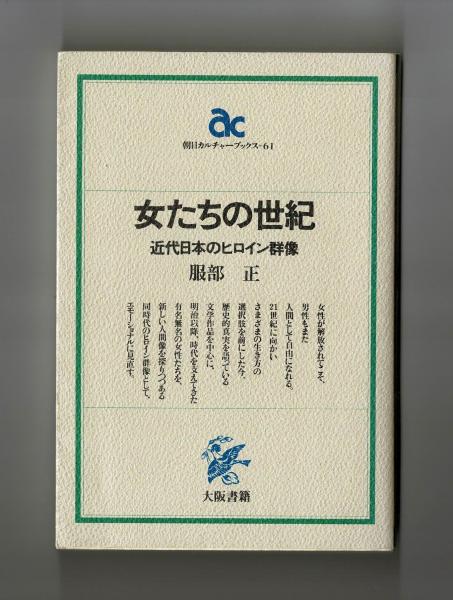 ac
朝日カルチャーブックス-61
女たちの世紀
近代日本のヒロイン群像
服部 正
女性が解放されてこそ、
男性もまた
人間として自由になれる。
21世紀に向かい
さまざまの生き方の
選択肢を前にした今、
歴史的真実を語っている
文学作品を中心に、
明治以降、時代を支えてきた
有名無名の女性たちを、
新しい人間像を探りつつある
同時代のヒロイン群像として、
エモーショナルに見直す。
大阪書籍